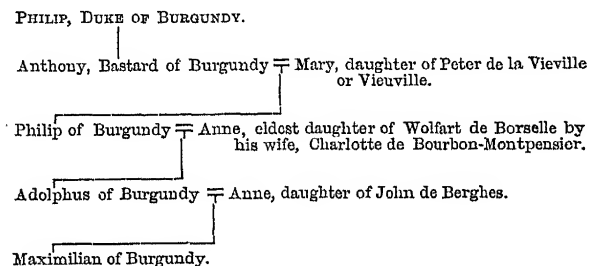 PHILIP, DUKE OF BURGUNDY.
Anthony, Bastard of Burgundy = Mary, daughter of Peter de la Vieville
or Vieuville.
Philip of Burgundy = Anne, eldest daughter of Wolfart de Borselle by
his wife, Charlotte de Bourbon-Montpensier.
Adolphus of Burgundy = Anne, daughter of John de Berghes.
Maximilian of Burgundy.